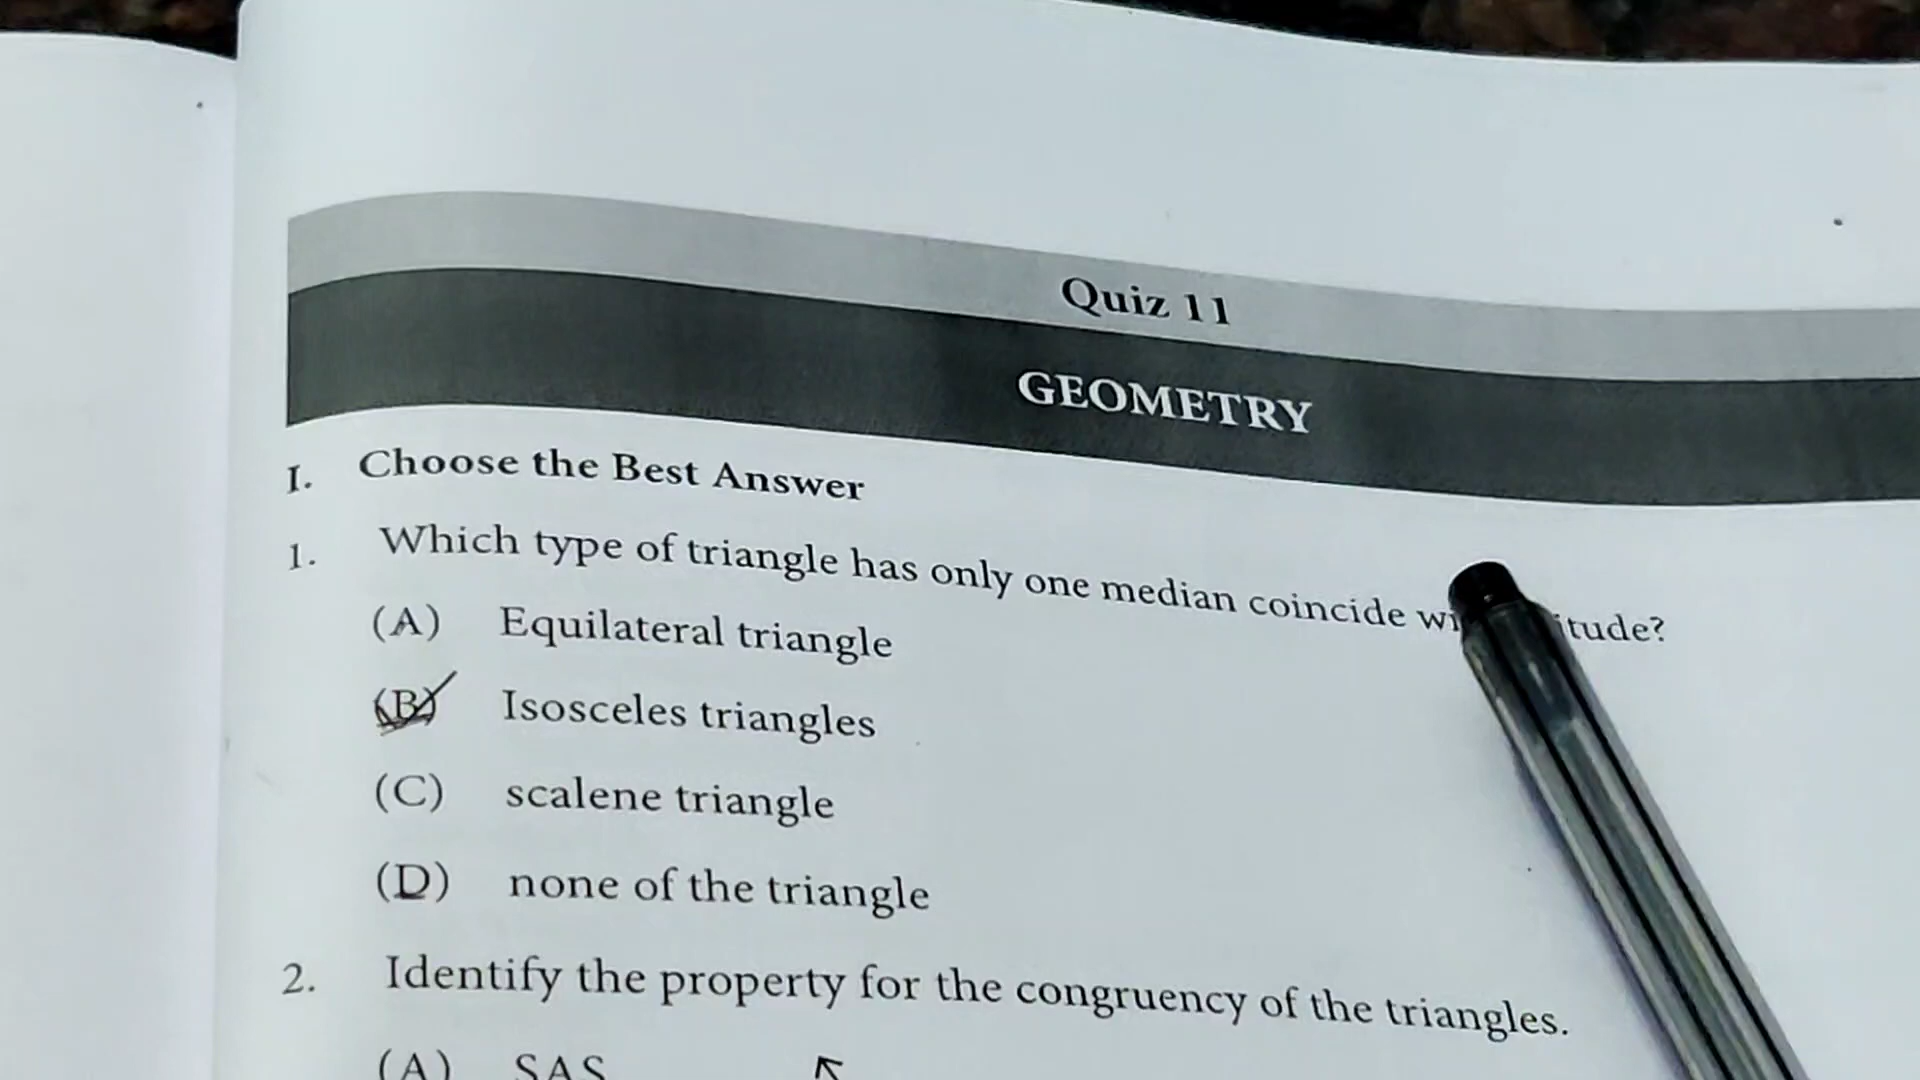 Quiz 11
GEOMETRY
I. Choose the Best Answer
1. Which type of triangle has only one median coincide
(A) Equilateral triangle
(B) Isosceles triangles
(C) scalene triangle
(D) none of the triangle
2. Identify the property for the congruency of the triangles.
(A) SAS